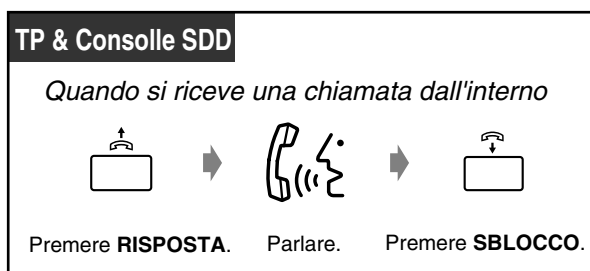 TP & Consolle SDD
Quando si riceve una chiamata dall'interno
Premere RISPOSTA. Parlare. Premere SBLOCCO.